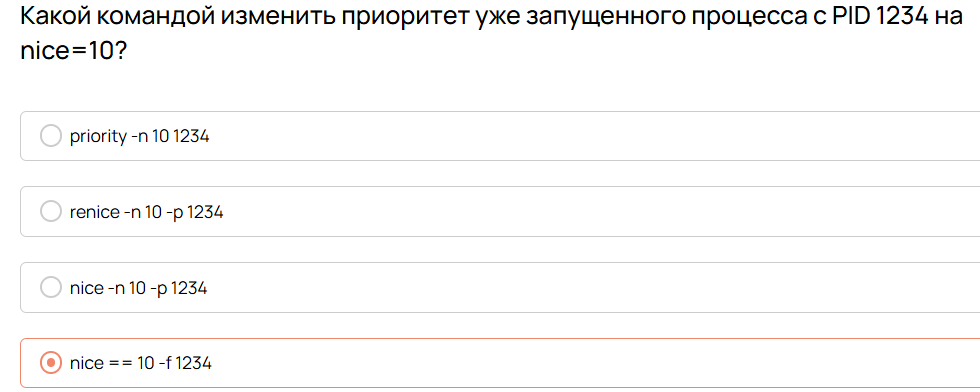 Какой командой изменить приоритет уже запущенного процесса с PID 1234 на
nice=10?
priority -n 10 1234
renice -n 10 -p 1234
nice -n 10 -p 1234
nice == 10 -f 1234